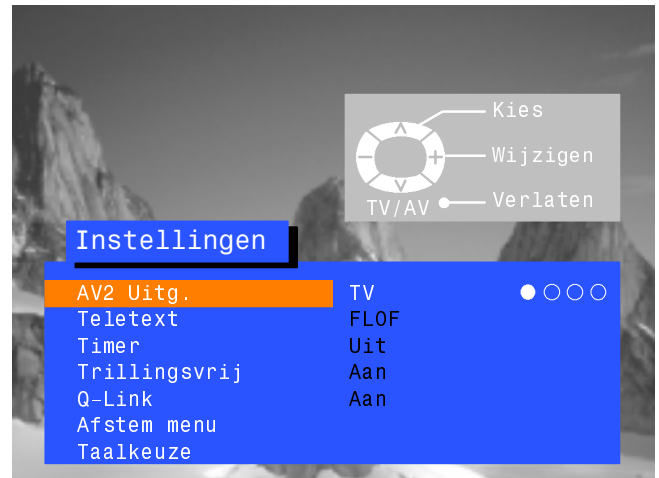 Kies
Wijzigen
TV/AV Verlaten
Instellingen
AV2 Uitg. TV
Teletext FLOF
Timer Uit
Trillingsvrij Aan
Q-Link Aan
Afstem menu
Taalkeuze